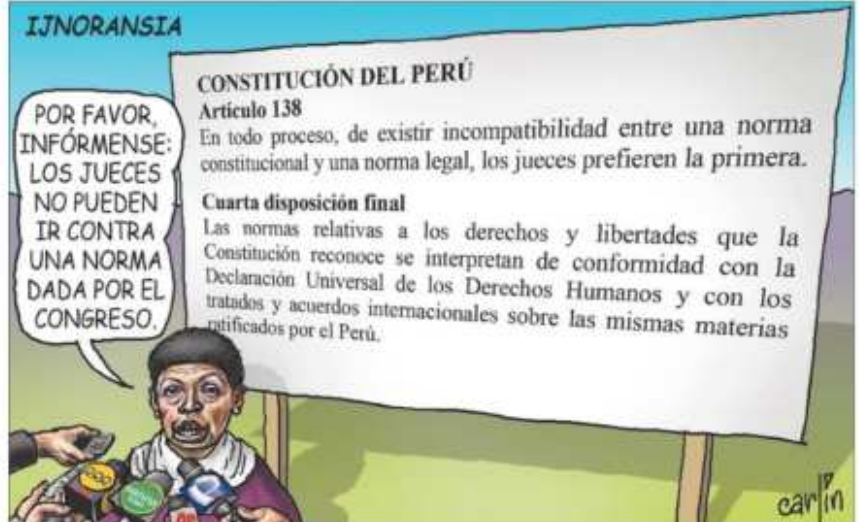 IJNORANSIA
POR FAVOR,
INFÓRMENSE:
LOS JUECES
NO PUEDEN
IR CONTRA
UNA NORMA
DADA POR EL
CONGRESO.
CONSTITUCIÓN DEL PERÚ
Artículo 138
En todo proceso, de existir incompatibilidad entre una norma
constitucional y una norma legal, los jueces prefieren la primera.
Cuarta disposición final
Las normas relativas a los derechos y libertades que la
Constitución reconoce se interpretan de conformidad con la
Declaración Universal de los Derechos Humanos y con los
tratados y acuerdos internacionales sobre las mismas materias
ratificados por el Perú.
carlín